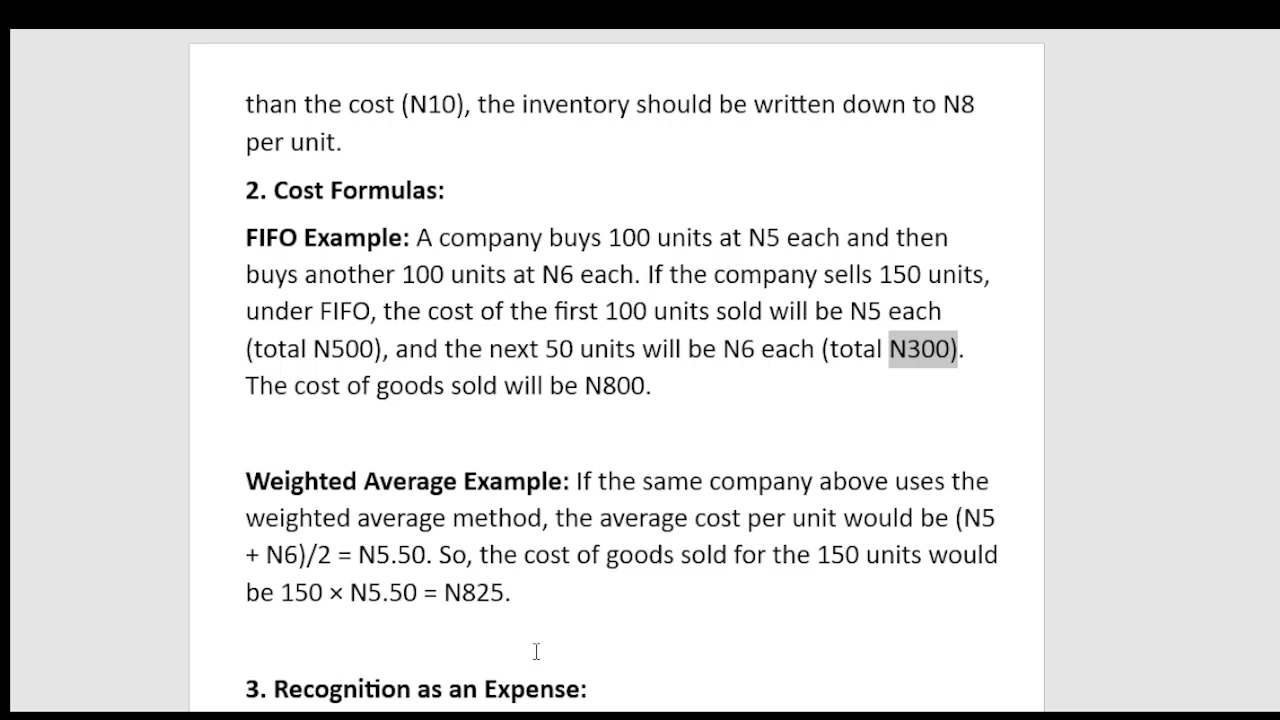 than the cost (N10), the inventory should be written down to N8
per unit.
2. Cost Formulas:
FIFO Example: A company buys 100 units at N5 each and then
buys another 100 units at N6 each. If the company sells 150 units,
under FIFO, the cost of the first 100 units sold will be N5 each
(total N500), and the next 50 units will be N6 each (total N300).
The cost of goods sold will be N800.
Weighted Average Example: If the same company above uses the
weighted average method, the average cost per unit would be (N5
+ N6)/2 = N5.50. So, the cost of goods sold for the 150 units would
be 150 × N5.50 = N825.
3. Recognition as an Expense: